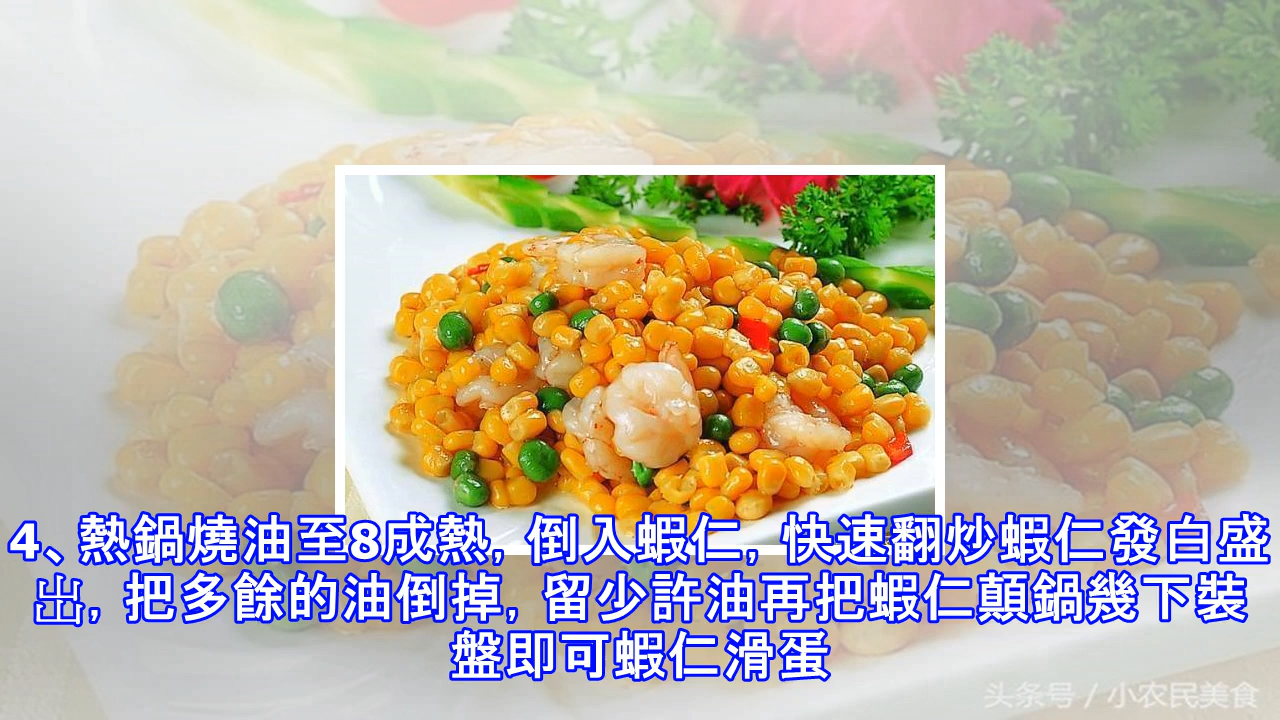 4、熱鍋燒油至8成熱, 倒入蝦仁, 快速翻炒蝦仁發白盛
出, 把多餘的油倒掉, 留少許油再把蝦仁顛鍋幾下裝
盤即可蝦仁滑蛋
头条号 / 小农民美食